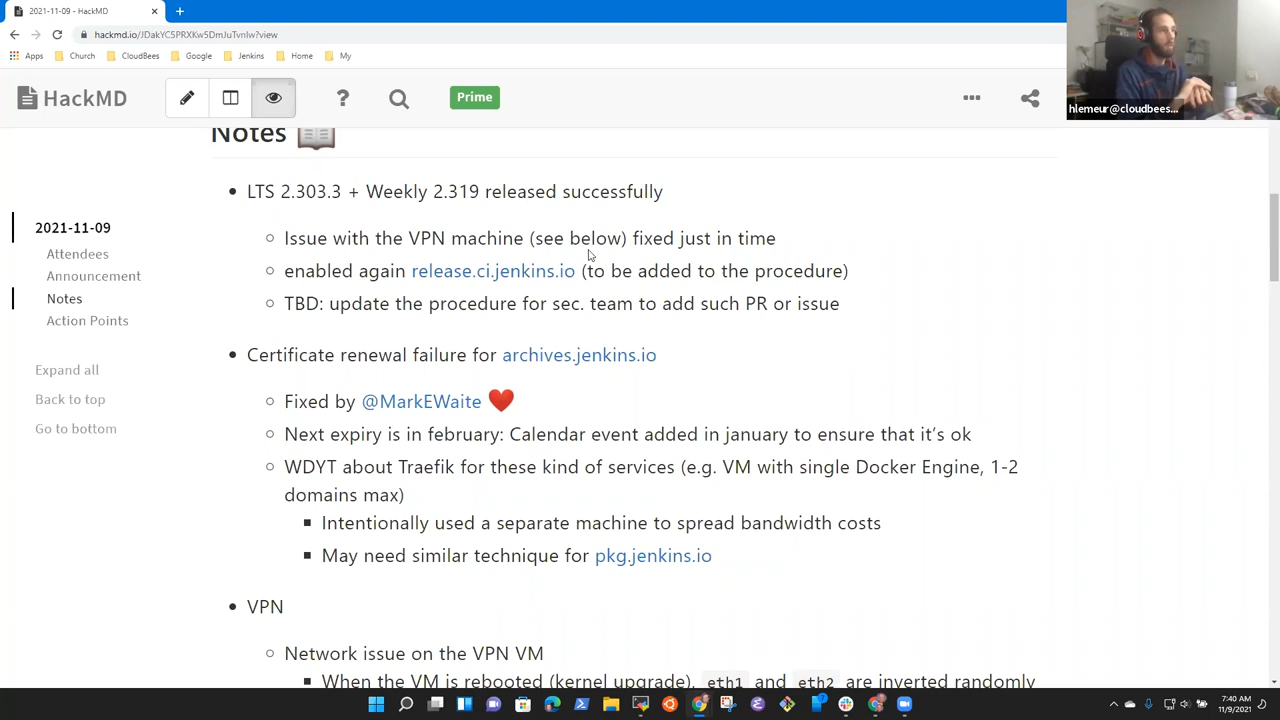 2021-11-09 - HackMD
hackmd.io/JDakYC5PRXKw5DmJuTvnIw?view
Apps Church CloudBees Google Jenkins Home My
HackMD
Prime
hlemeur@cloudbees...
Notes
2021-11-09
Attendees
Announcement
Notes
Action Points
Expand all
Back to top
Go to bottom
LTS 2.303.3 + Weekly 2.319 released successfully
Issue with the VPN machine (see below) fixed just in time
enabled again release.ci.jenkins.io (to be added to the procedure)
TBD: update the procedure for sec. team to add such PR or issue
Certificate renewal failure for archives.jenkins.io
Fixed by @MarkEWaite
Next expiry is in february: Calendar event added in january to ensure that it's ok
WDYT about Traefik for these kind of services (e.g. VM with single Docker Engine, 1-2
domains max)
Intentionally used a separate machine to spread bandwidth costs
May need similar technique for pkg.jenkins.io
VPN
Network issue on the VPN VM
When the VM is rebooted (kernel upgrade), eth1 and eth2 are inverted randomly
7:40 AM
11/9/2021